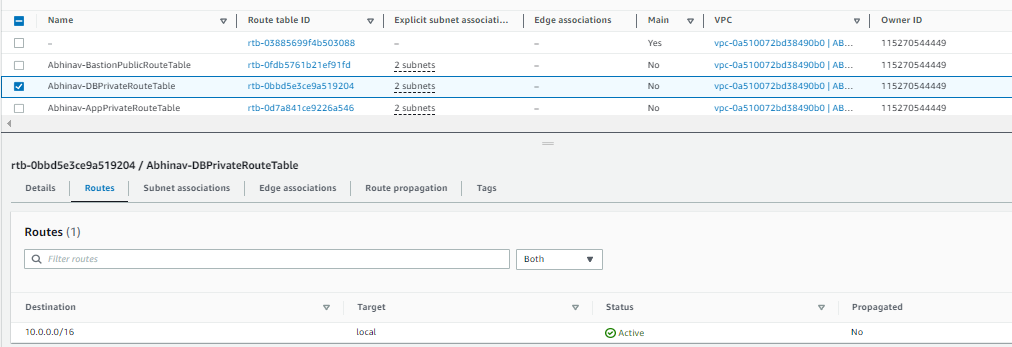 Name Route table ID Explicit subnet associati... Edge associations Main VPC Owner ID
– rtb-03885699f4b503088 – – Yes vpc-0a510072bd38490b0 | AB... 115270544449
Abhinav-BastionPublicRouteTable rtb-0fdb5761b21ef91fd 2 subnets – No vpc-0a510072bd38490b0 | AB... 115270544449
Abhinav-DBPrivateRouteTable rtb-0bbd5e3ce9a519204 2 subnets – No vpc-0a510072bd38490b0 | AB... 115270544449
Abhinav-AppPrivateRouteTable rtb-0d7a841ce9226a546 2 subnets – No vpc-0a510072bd38490b0 | AB... 115270544449
rtb-0bbd5e3ce9a519204 / Abhinav-DBPrivateRouteTable
Details Routes Subnet associations Edge associations Route propagation Tags
Routes (1)
Filter routes Both
Destination Target Status Propagated
10.0.0.0/16 local Active No